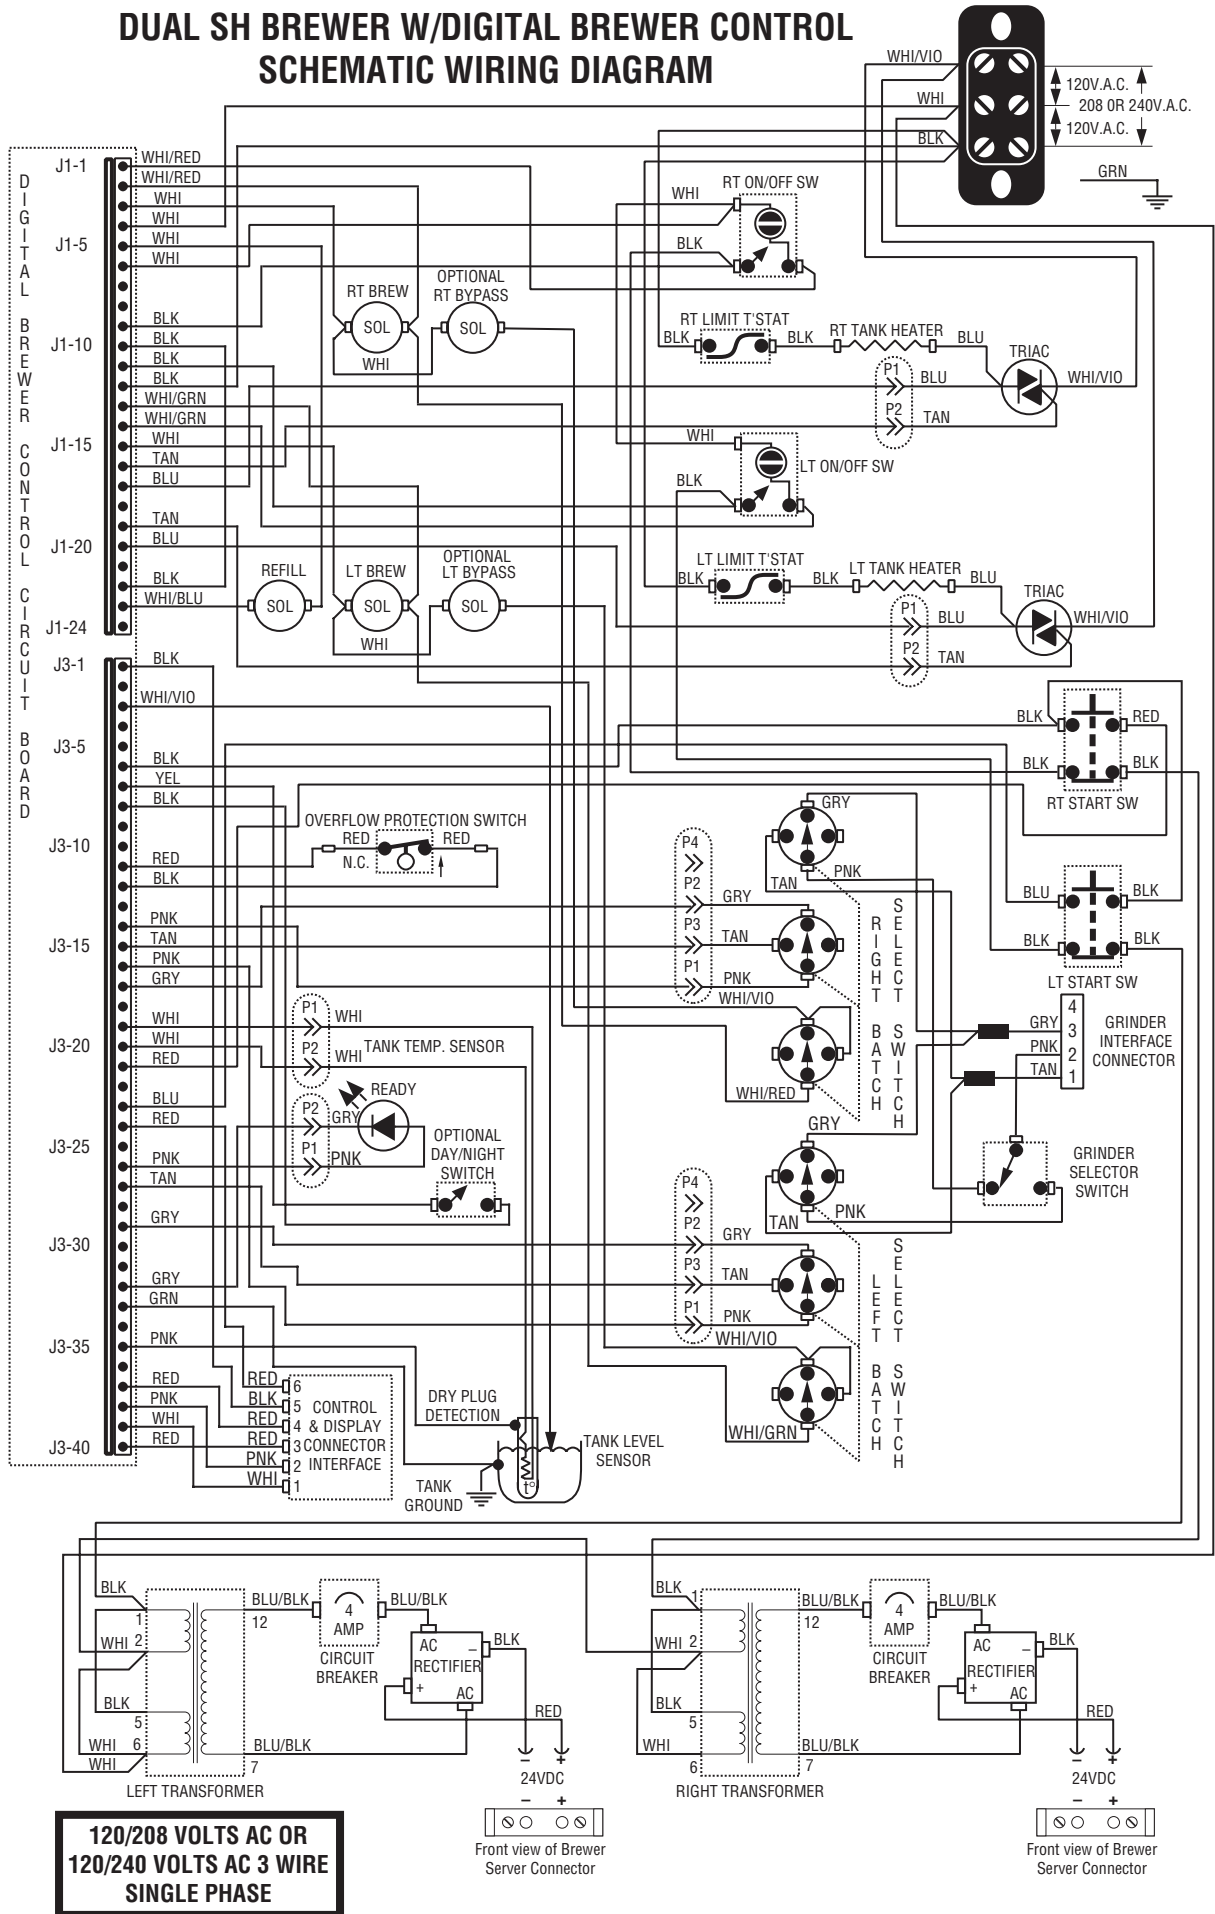 DUAL SH BREWER W/DIGITAL BREWER CONTROL
SCHEMATIC WIRING DIAGRAM
WHI/VIO
WHI
BLK
120V.A.C.
208 OR 240V.A.C.
120V.A.C.
GRN
DIGITAL BREWER CONTROL CIRCUIT BOARD
J1-1
WHI/RED
WHI/RED
WHI
WHI
J1-5
WHI
WHI
BLK
J1-10
BLK
BLK
BLK
WHI/GRN
WHI/GRN
J1-15
WHI
TAN
BLU
TAN
J1-20
BLU
BLK
WHI/BLU
J1-24
RT BREW
SOL
WHI
OPTIONAL
RT BYPASS
SOL
RT ON/OFF SW
WHI
BLK
RT LIMIT T'STAT
BLK
BLK
RT TANK HEATER
BLU
TRIAC
WHI/VIO
P1
BLU
P2
TAN
WHI
LT ON/OFF SW
BLK
REFILL
SOL
LT BREW
SOL
WHI
OPTIONAL
LT BYPASS
SOL
LT LIMIT T'STAT
BLK
BLK
LT TANK HEATER
BLU
TRIAC
WHI/VIO
P1
BLU
P2
TAN
J3-1
BLK
WHI/VIO
J3-5
BLK
YEL
BLK
J3-10
RED
BLK
PNK
J3-15
TAN
PNK
GRY
WHI
J3-20
WHI
RED
BLU
RED
J3-25
PNK
TAN
GRY
J3-30
GRY
GRN
J3-35
PNK
RED
PNK
WHI
J3-40
RED
OVERFLOW PROTECTION SWITCH
RED
RED
N.C.
BLK
RED
BLK
BLK
RT START SW
BLU
BLK
BLK
BLK
LT START SW
GRY
PNK
TAN
P4
P2
GRY
P3
TAN
P1
PNK
WHI/VIO
WHI/RED
RIGHT BATCH
SELECT SWITCH
4
GRY 3
PNK 2
TAN 1
GRINDER
INTERFACE
CONNECTOR
P1
WHI
P2
WHI
TANK TEMP. SENSOR
READY
P2
GRY
P1
PNK
OPTIONAL
DAY/NIGHT
SWITCH
GRY
PNK
TAN
GRINDER
SELECTOR
SWITCH
P4
P2
GRY
P3
TAN
P1
PNK
WHI/VIO
WHI/GRN
LEFT BATCH
SELECT SWITCH
RED 6
BLK 5
RED 4
RED 3
PNK 2
WHI 1
CONTROL
& DISPLAY
CONNECTOR
INTERFACE
DRY PLUG
DETECTION
TANK LEVEL
SENSOR
t°
TANK
GROUND
BLK
1
WHI 2
BLK
5
WHI 6
WHI
BLU/BLK
12
BLU/BLK
7
LEFT TRANSFORMER
4
AMP
CIRCUIT
BREAKER
BLU/BLK
AC –
RECTIFIER
+
AC
BLK
RED
– +
24VDC
– +
Front view of Brewer
Server Connector
BLK
1
WHI 2
BLK
5
WHI
6
BLU/BLK
12
BLU/BLK
7
RIGHT TRANSFORMER
4
AMP
CIRCUIT
BREAKER
BLU/BLK
AC –
RECTIFIER
+
AC
BLK
RED
– +
24VDC
– +
Front view of Brewer
Server Connector
120/208 VOLTS AC OR
120/240 VOLTS AC 3 WIRE
SINGLE PHASE